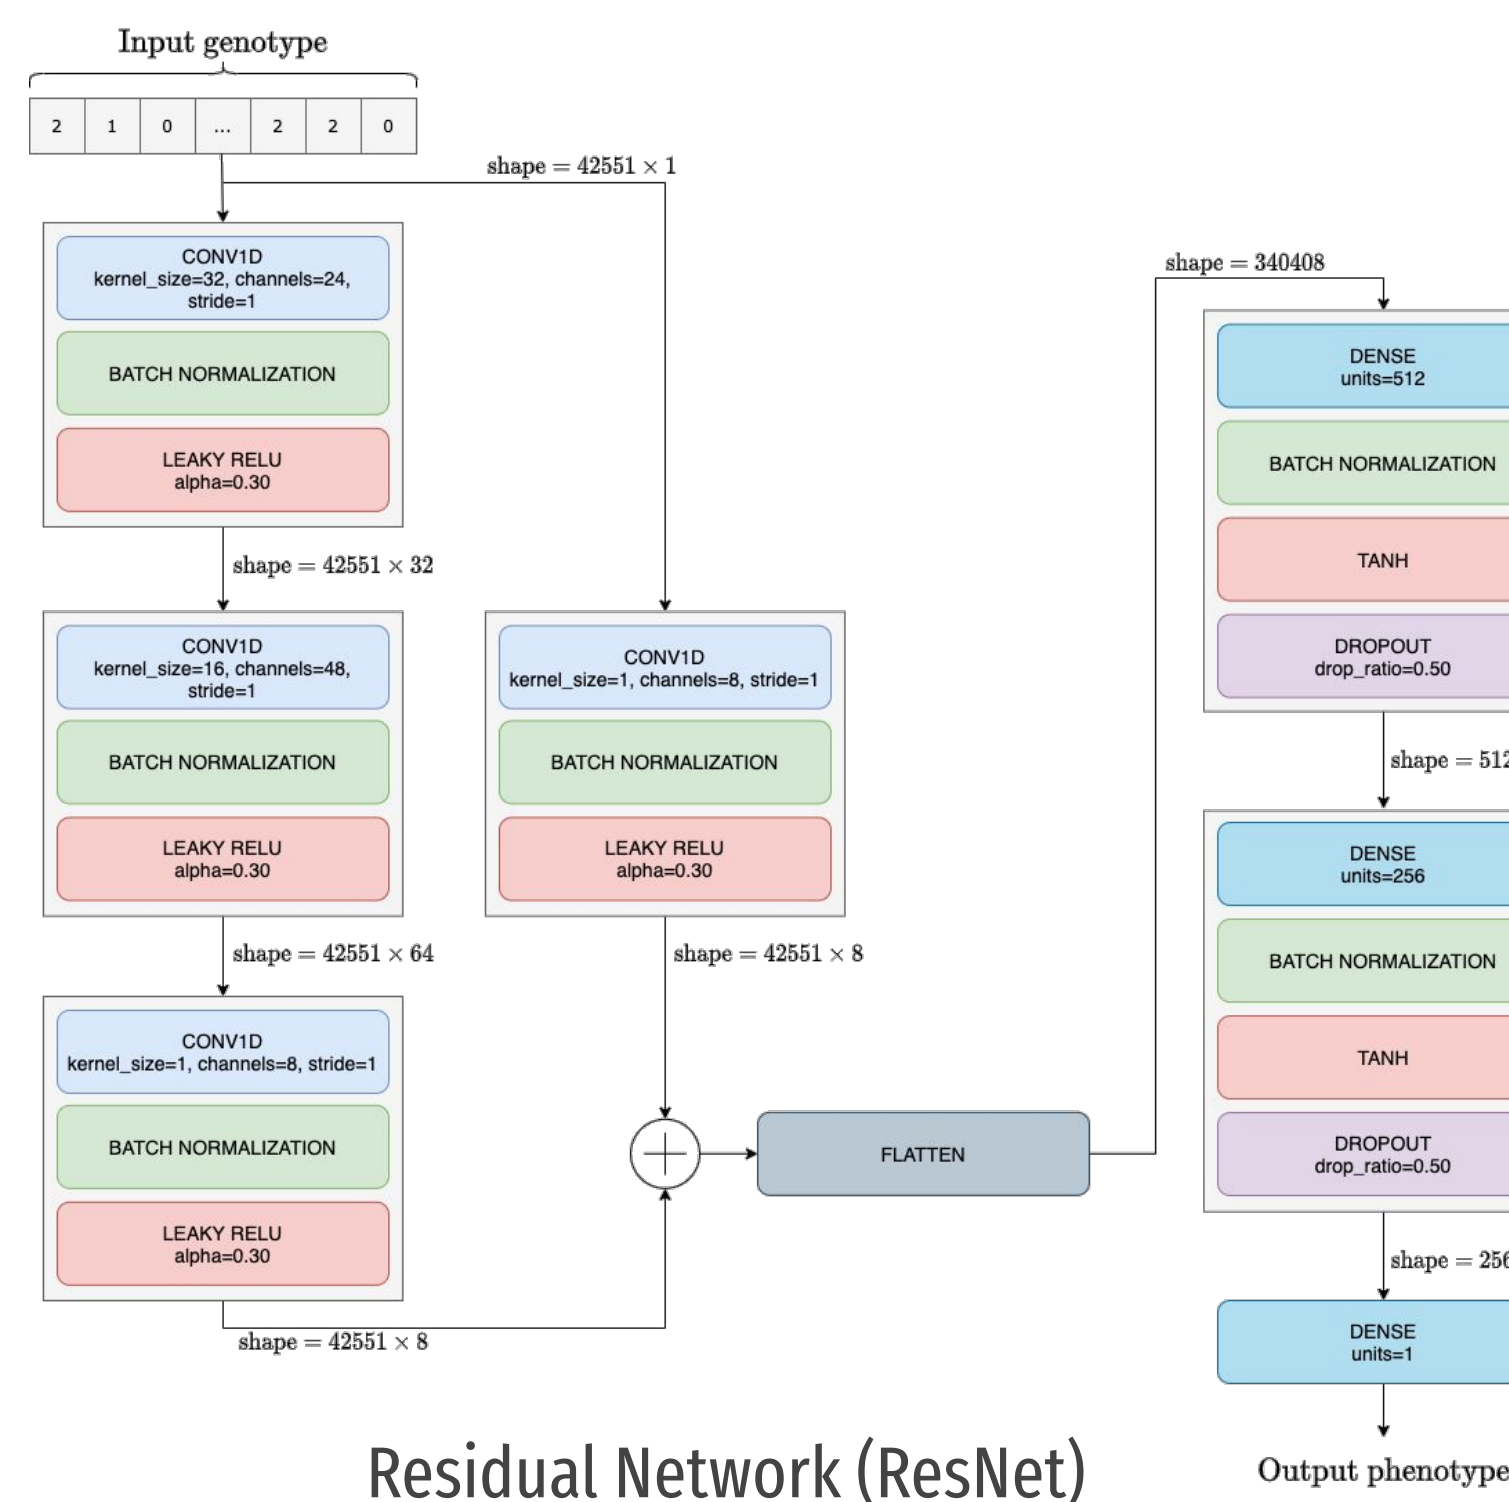 Input genotype
2 1 0 ... 2 2 0
shape = 42551 × 1
CONV1D
kernel_size=32, channels=24,
stride=1
BATCH NORMALIZATION
LEAKY RELU
alpha=0.30
shape = 42551 × 32
CONV1D
kernel_size=16, channels=48,
stride=1
BATCH NORMALIZATION
LEAKY RELU
alpha=0.30
shape = 42551 × 64
CONV1D
kernel_size=1, channels=8, stride=1
BATCH NORMALIZATION
LEAKY RELU
alpha=0.30
shape = 42551 × 8
CONV1D
kernel_size=1, channels=8, stride=1
BATCH NORMALIZATION
LEAKY RELU
alpha=0.30
shape = 42551 × 8
FLATTEN
shape = 340408
DENSE
units=512
BATCH NORMALIZATION
TANH
DROPOUT
drop_ratio=0.50
shape = 512
DENSE
units=256
BATCH NORMALIZATION
TANH
DROPOUT
drop_ratio=0.50
shape = 256
DENSE
units=1
Output phenotype
Residual Network (ResNet)